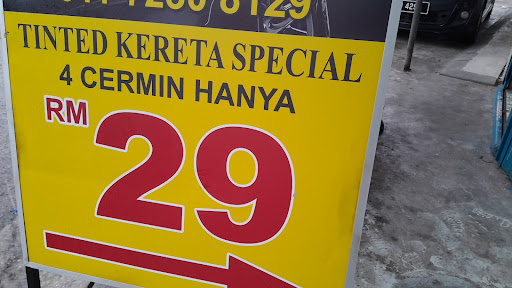 TINTED KERETA SPECIAL
4 CERMIN HANYA
RM 29